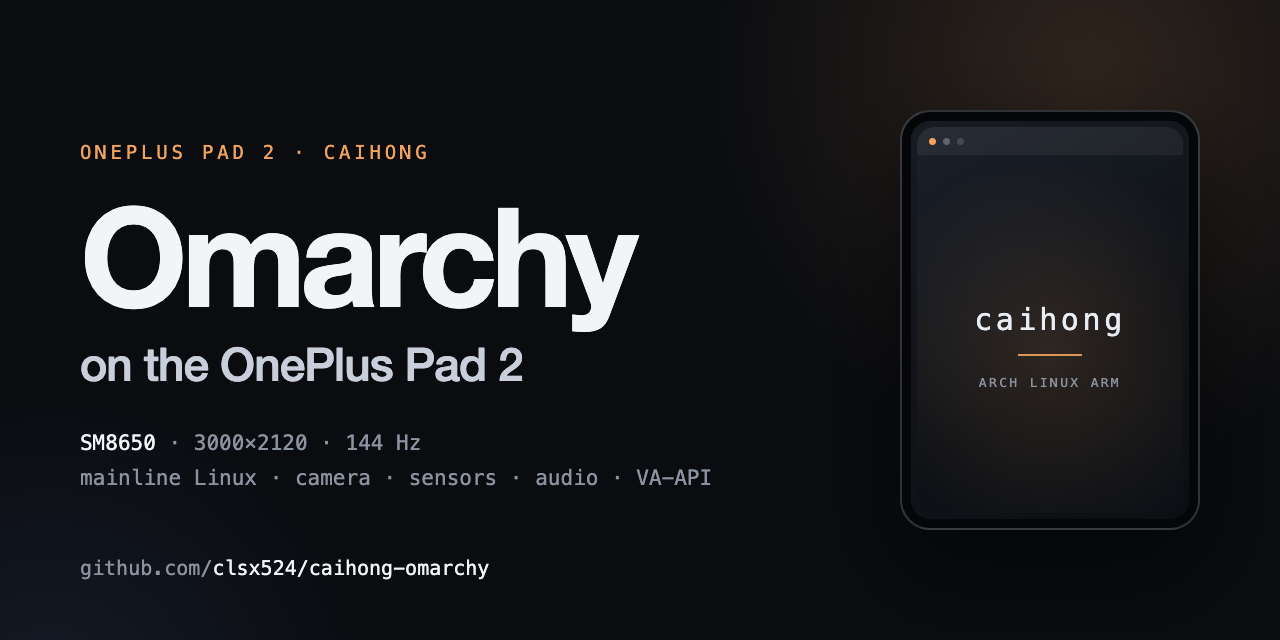 ONEPLUS PAD 2 · CAIHONG
Omarchy
on the OnePlus Pad 2
SM8650 · 3000×2120 · 144 Hz
mainline Linux · camera · sensors · audio · VA-API
github.com/clsx524/caihong-omarchy
caihong
ARCH LINUX ARM